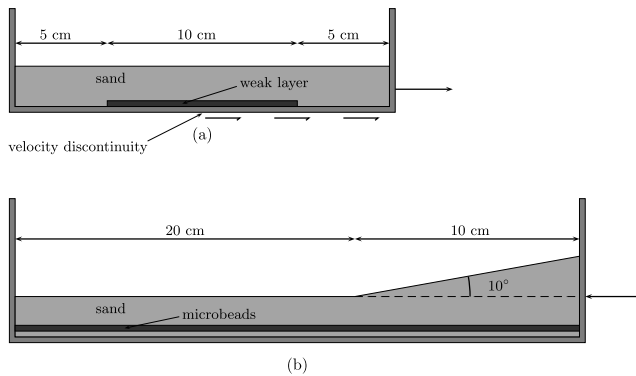 5 cm 10 cm 5 cm
sand
weak layer
(a)
velocity discontinuity
20 cm 10 cm
10°
sand
microbeads
(b)